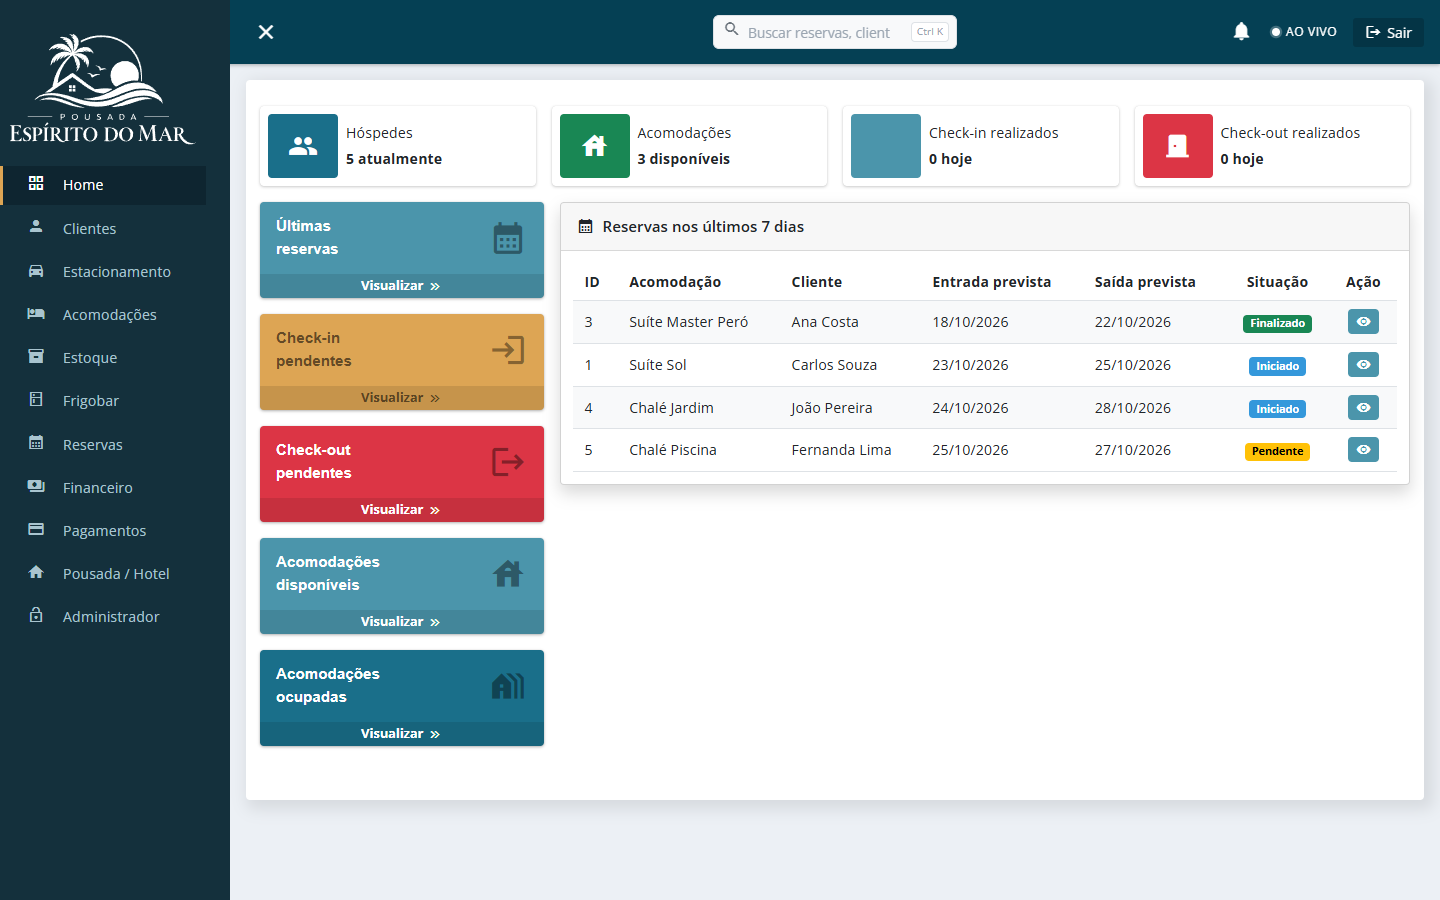 POUSADA
ESPÍRITO DO MAR
Home
Clientes
Estacionamento
Acomodações
Estoque
Frigobar
Reservas
Financeiro
Pagamentos
Pousada / Hotel
Administrador
Buscar reservas, client
Ctrl K
AO VIVO
Sair
Hóspedes
5 atualmente
Acomodações
3 disponíveis
Check-in realizados
0 hoje
Check-out realizados
0 hoje
Últimas
reservas
Visualizar »
Check-in
pendentes
Visualizar »
Check-out
pendentes
Visualizar »
Acomodações
disponíveis
Visualizar »
Acomodações
ocupadas
Visualizar »
Reservas nos últimos 7 dias
ID Acomodação Cliente Entrada prevista Saída prevista Situação Ação
3 Suíte Master Peró Ana Costa 18/10/2026 22/10/2026 Finalizado
1 Suíte Sol Carlos Souza 23/10/2026 25/10/2026 Iniciado
4 Chalé Jardim João Pereira 24/10/2026 28/10/2026 Iniciado
5 Chalé Piscina Fernanda Lima 25/10/2026 27/10/2026 Pendente